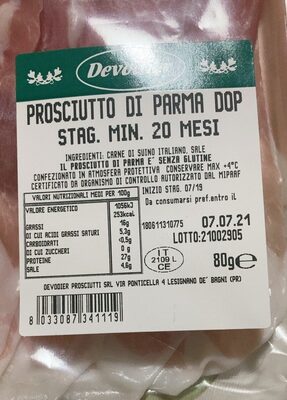 Devodier
PROSCIUTTO DI PARMA DOP
STAG. MIN. 20 MESI
INGREDIENTI: CARNE DI SUINO ITALIANO, SALE
IL PROSCIUTTO DI PARMA E' SENZA GLUTINE
CONFEZIONATO IN ATMOSFERA PROTETTIVA CONSERVARE MAX +4°C
CERTIFICATO DA ORGANISMO DI CONTROLLO AUTORIZZATO DAL MIPAAF
VALORI NUTRIZIONALI MEDI PER 100g
INIZIO STAG. 07/19
Da consumarsi pref.antro il
VALORE ENERGETICO 1056kJ
253kcal
GRASSI 16g
DI CUI ACIDI GRASSI SATURI 5,3g
CARBOIDRATI <0,5g
DI CUI ZUCCHERI 0 g
PROTEINE 27g
SALE 4,6g
180611310775
07.07.21
LOTTO:21002905
IT
2109 L
CE
80g e
8 033087 341119
DEVODIER PROSCIUTTI SRL VIA PONTICELLA 4 LESIGNANO DE' BAGNI (PR)